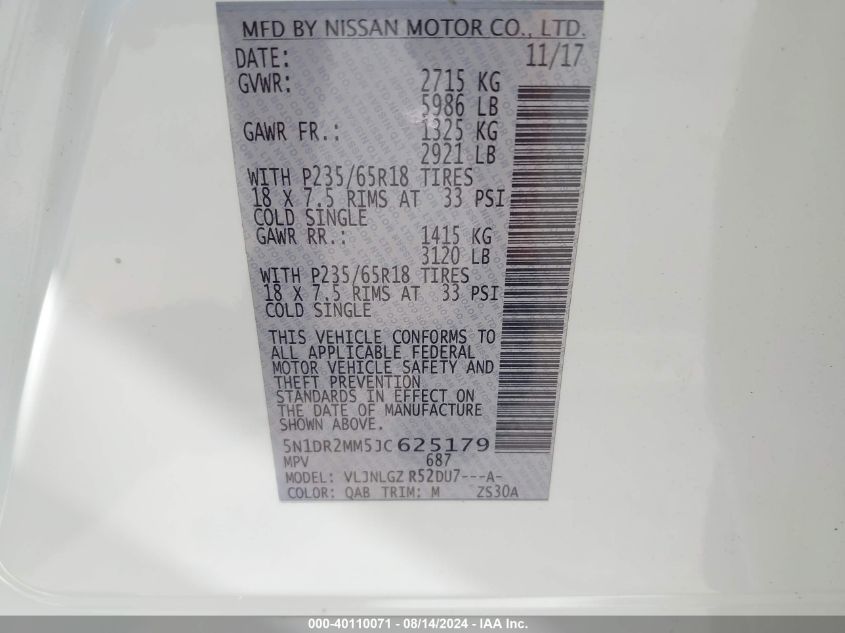 MFD BY NISSAN MOTOR CO., LTD.
DATE: 11/17
GVWR: 2715 KG
5986 LB
GAWR FR.: 1325 KG
2921 LB
WITH P235/65R18 TIRES
18 X 7.5 RIMS AT 33 PSI
COLD SINGLE
GAWR RR.: 1415 KG
3120 LB
WITH P235/65R18 TIRES
18 X 7.5 RIMS AT 33 PSI
COLD SINGLE
THIS VEHICLE CONFORMS TO
ALL APPLICABLE FEDERAL
MOTOR VEHICLE SAFETY AND
THEFT PREVENTION
STANDARDS IN EFFECT ON
THE DATE OF MANUFACTURE
SHOWN ABOVE.
5N1DR2MM5JC625179
MPV 687
MODEL: VLJNLGZ R52DU7---A-
COLOR: QAB TRIM: M ZS30A
000-40110071 - 08/14/2024 - IAA Inc.